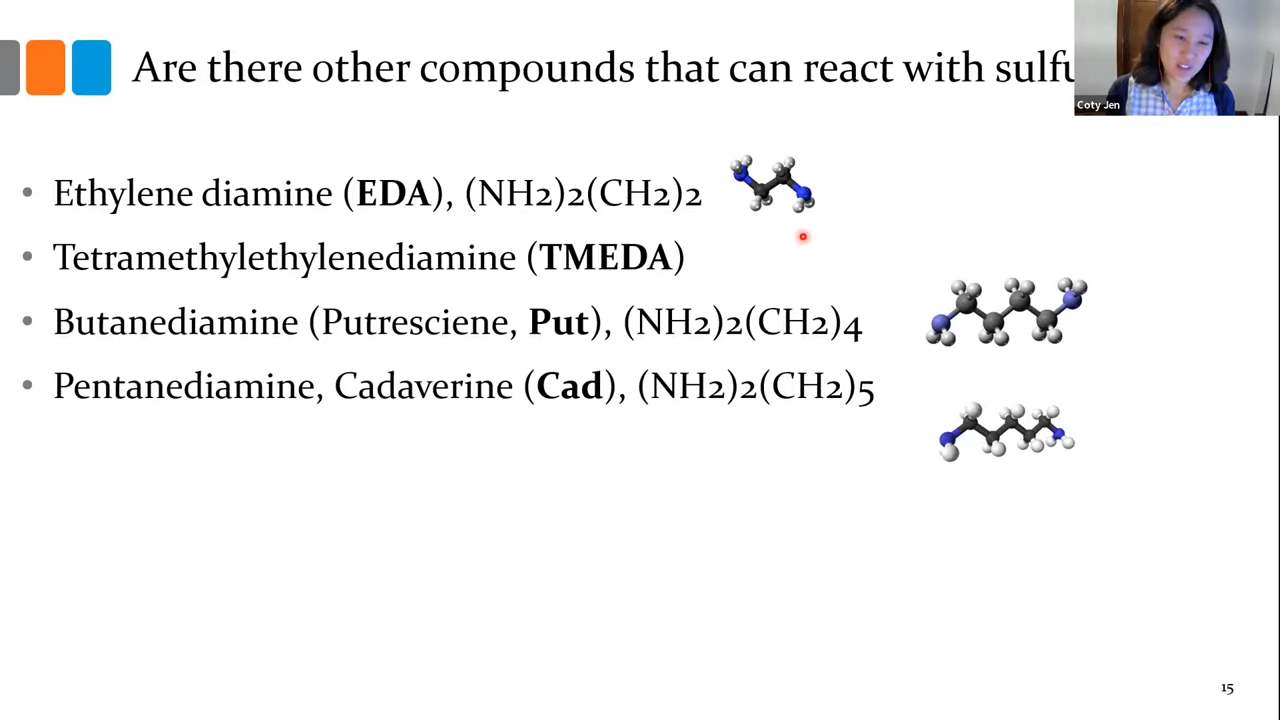 Are there other compounds that can react with sulfu
Coty Jen
• Ethylene diamine (EDA), (NH2)2(CH2)2
• Tetramethylethylenediamine (TMEDA)
• Butanediamine (Putresciene, Put), (NH2)2(CH2)4
• Pentanediamine, Cadaverine (Cad), (NH2)2(CH2)5
15